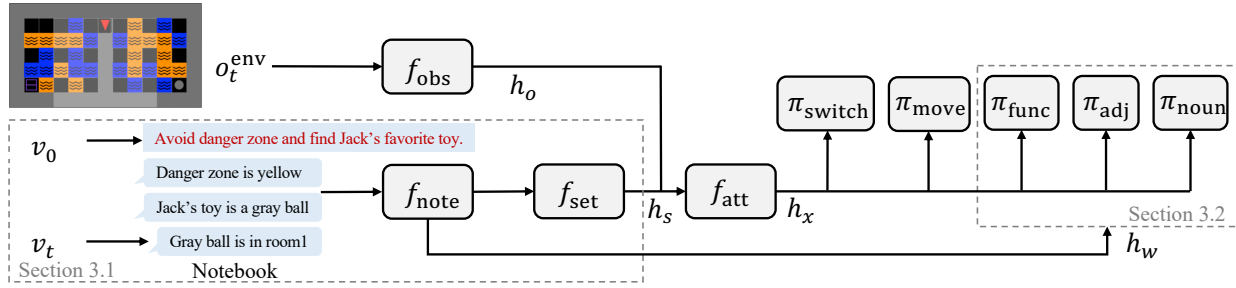 o_t^env
f_obs
h_o
π_switch
π_move
π_func
π_adj
π_noun
v_0
Avoid danger zone and find Jack's favorite toy.
Danger zone is yellow
Jack's toy is a gray ball
f_note
f_set
h_s
f_att
h_x
Section 3.2
v_t
Gray ball is in room1
h_w
Section 3.1
Notebook